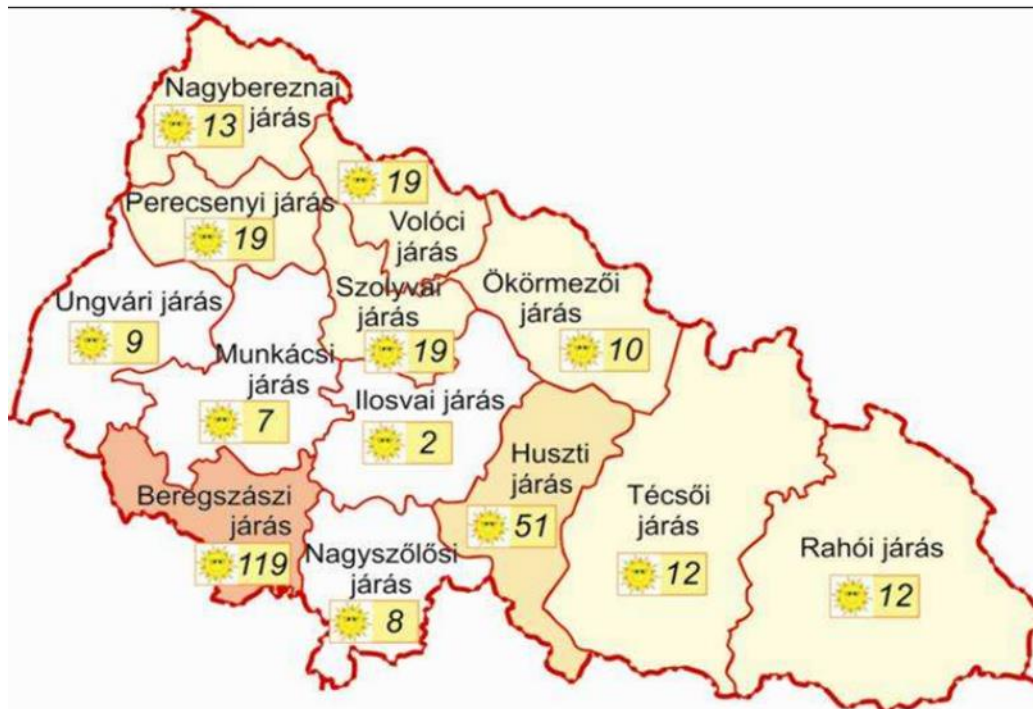 Nagybereznai
járás
13
19
Perecsenyi járás
19
Volóci
járás
Ungvári járás
9
Szolyvai
járás
19
Ökörmezői
járás
10
Munkácsi
járás
7
Ilosvai járás
2
Huszti
járás
51
Beregszászi
járás
119
Nagyszőlősi
járás
8
Técsői
járás
12
Rahói járás
12